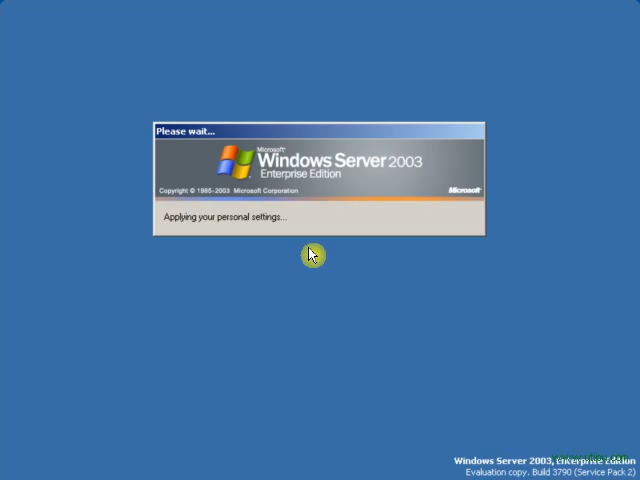 Please wait...
Microsoft
Windows Server 2003
Enterprise Edition
Copyright © 1985-2003 Microsoft Corporation
Microsoft
Applying your personal settings...
Windows Server 2003, Enterprise Edition
Evaluation copy. Build 3790 (Service Pack 2)